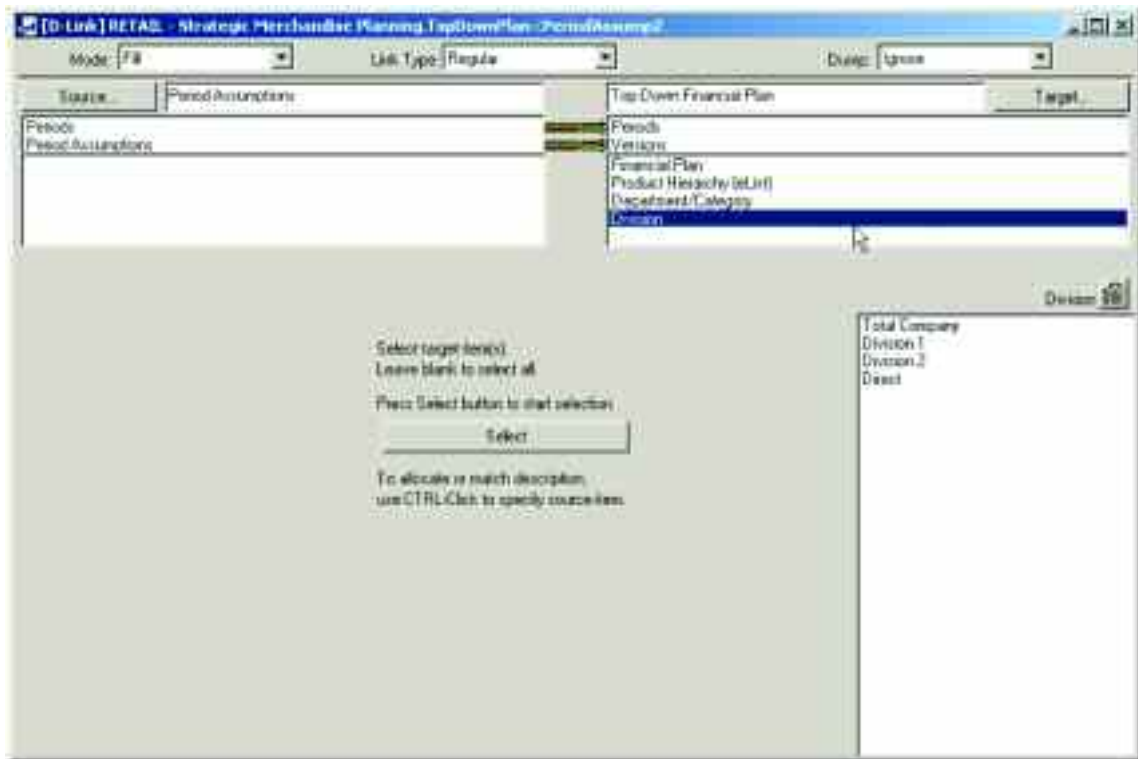 [D-Link] RETAIL - Strategic Merchandise Planning.TopDownPlan
Mode: Fill Link Type: Regular Dump: Ignore
Source... Period Assumptions Top Down Financial Plan Target...
Periods Periods
Period Assumptions Versions
Financial Plan
Product Hierarchy (eList)
Department/Category
Division
Division
Total Company
Division 1
Division 2
Direct
Select target item(s)
Leave blank to select all
Press Select button to start selection
Select
To allocate or match description,
use CTRL-Click to specify source item.